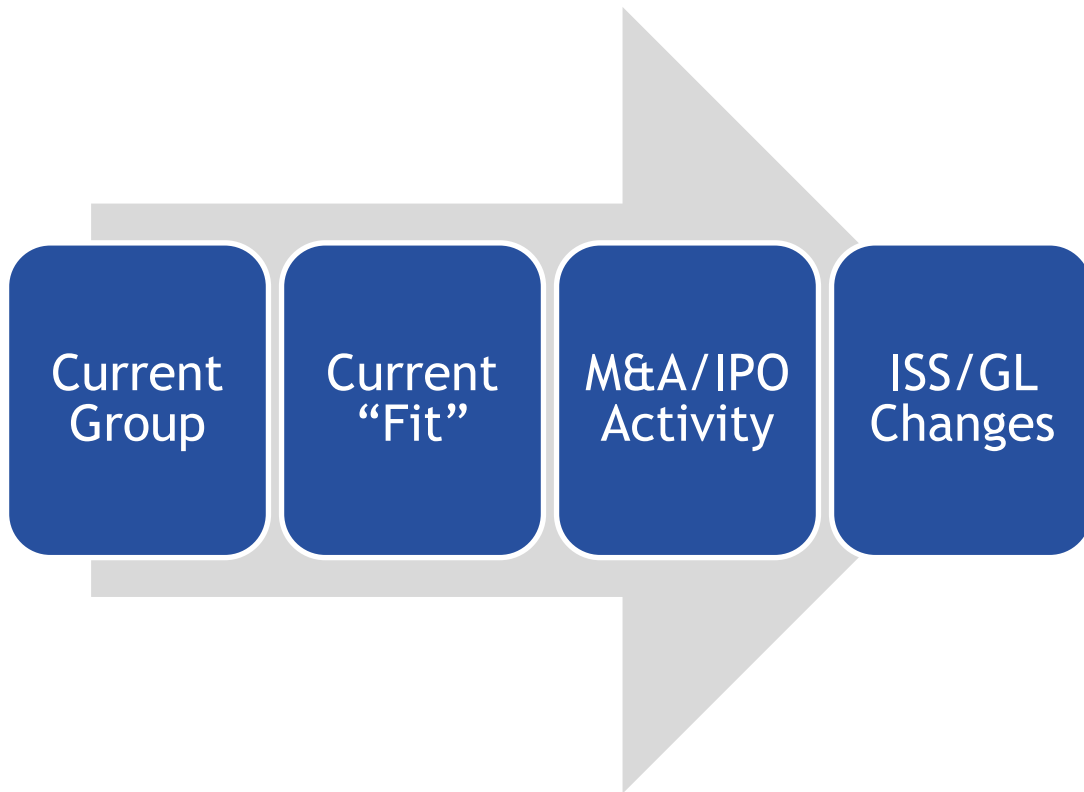 Current
Group
Current
“Fit”
M&A/IPO
Activity
ISS/GL
Changes